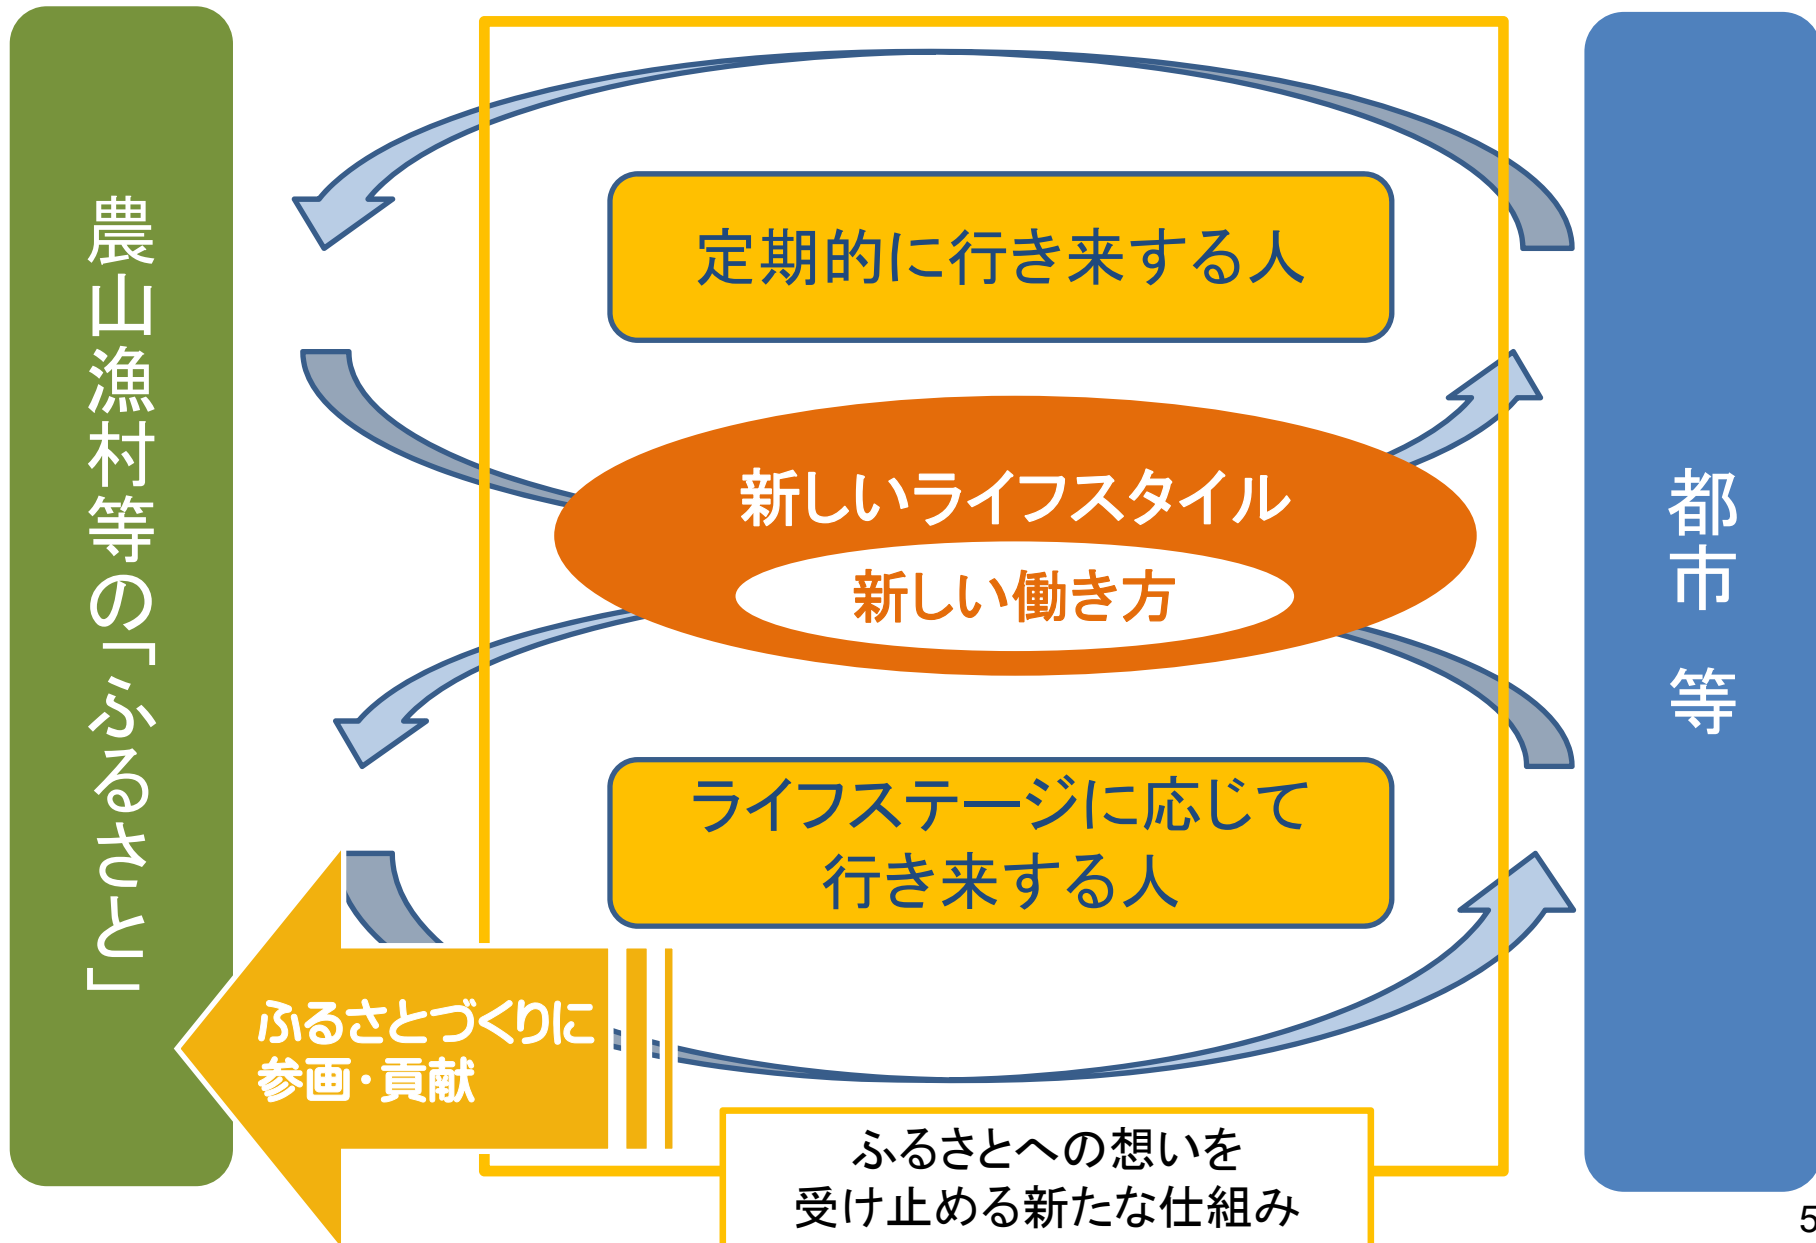 農山漁村等の「ふるさと」
定期的に行き来する人
新しいライフスタイル
新しい働き方
ライフステージに応じて
行き来する人
ふるさとづくりに
参画・貢献
ふるさとへの想いを
受け止める新たな仕組み
都市 等
5